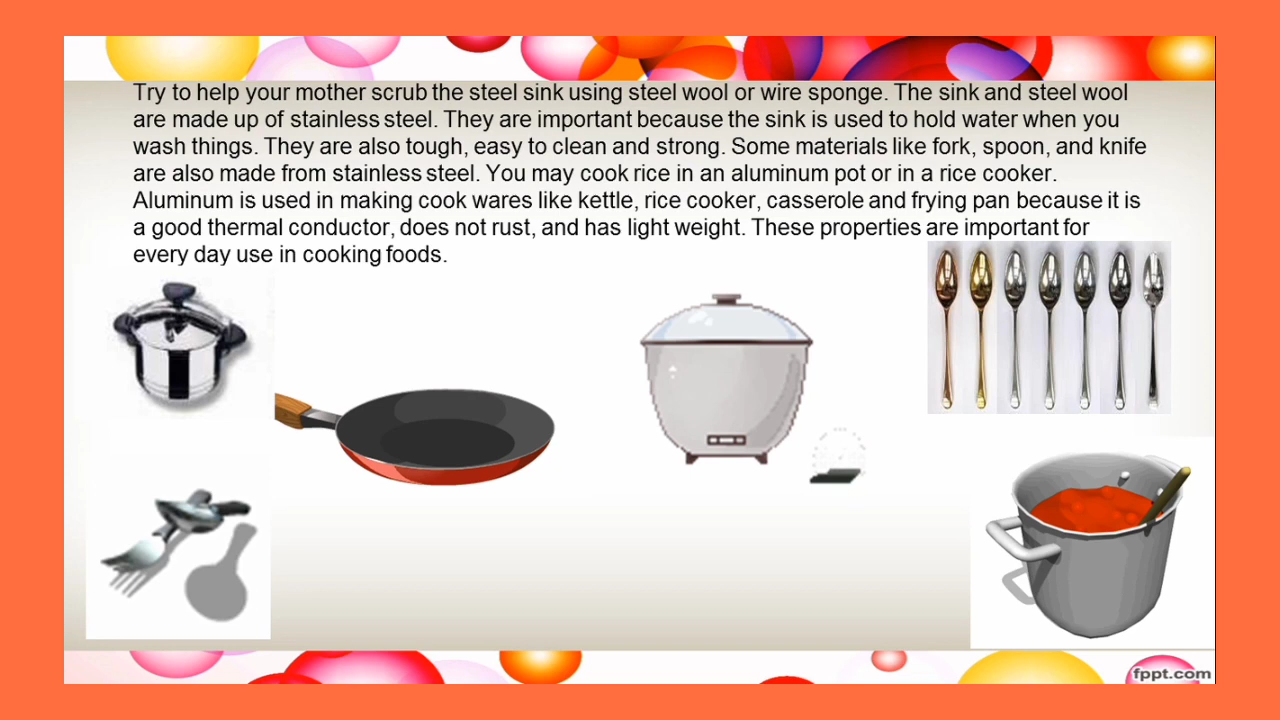 Try to help your mother scrub the steel sink using steel wool or wire sponge. The sink and steel wool
are made up of stainless steel. They are important because the sink is used to hold water when you
wash things. They are also tough, easy to clean and strong. Some materials like fork, spoon, and knife
are also made from stainless steel. You may cook rice in an aluminum pot or in a rice cooker.
Aluminum is used in making cook wares like kettle, rice cooker, casserole and frying pan because it is
a good thermal conductor, does not rust, and has light weight. These properties are important for
every day use in cooking foods.
fppt.com